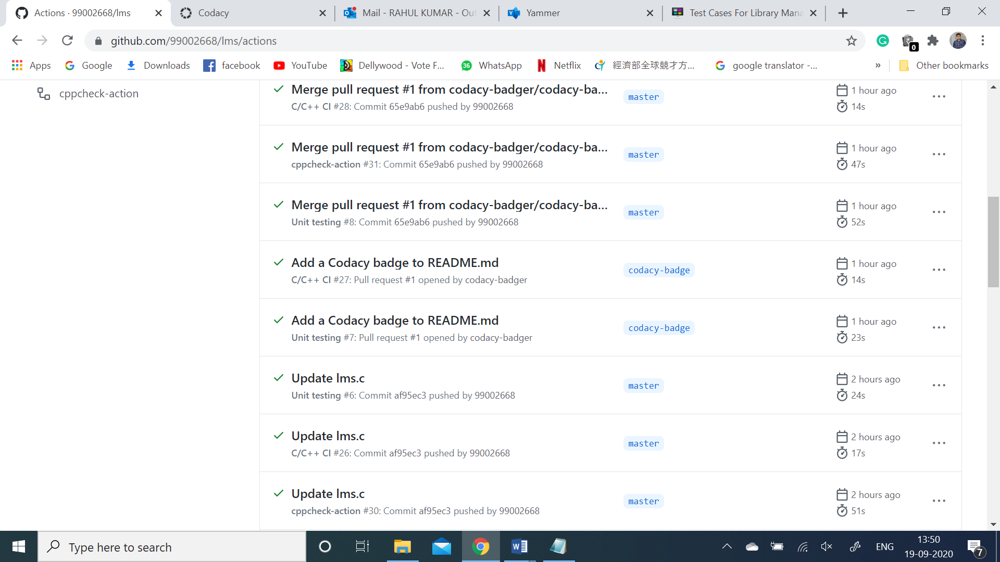 Actions · 99002668/lms
Codacy
Mail - RAHUL KUMAR - Out
Yammer
Test Cases For Library Mana
github.com/99002668/lms/actions
0
Apps
Google
Downloads
facebook
YouTube
Dellywood - Vote F...
36
WhatsApp
Netflix
經濟部全球競才方...
google translator -...
»
Other bookmarks
cppcheck-action
Merge pull request #1 from codacy-badger/codacy-ba...
C/C++ CI #28: Commit 65e9ab6 pushed by 99002668
master
1 hour ago
14s
Merge pull request #1 from codacy-badger/codacy-ba...
cppcheck-action #31: Commit 65e9ab6 pushed by 99002668
master
1 hour ago
47s
Merge pull request #1 from codacy-badger/codacy-ba...
Unit testing #8: Commit 65e9ab6 pushed by 99002668
master
1 hour ago
52s
Add a Codacy badge to README.md
C/C++ CI #27: Pull request #1 opened by codacy-badger
codacy-badge
1 hour ago
14s
Add a Codacy badge to README.md
Unit testing #7: Pull request #1 opened by codacy-badger
codacy-badge
1 hour ago
23s
Update lms.c
Unit testing #6: Commit af95ec3 pushed by 99002668
master
2 hours ago
24s
Update lms.c
C/C++ CI #26: Commit af95ec3 pushed by 99002668
master
2 hours ago
17s
Update lms.c
cppcheck-action #30: Commit af95ec3 pushed by 99002668
master
2 hours ago
51s
Type here to search
ENG
13:50
19-09-2020
7